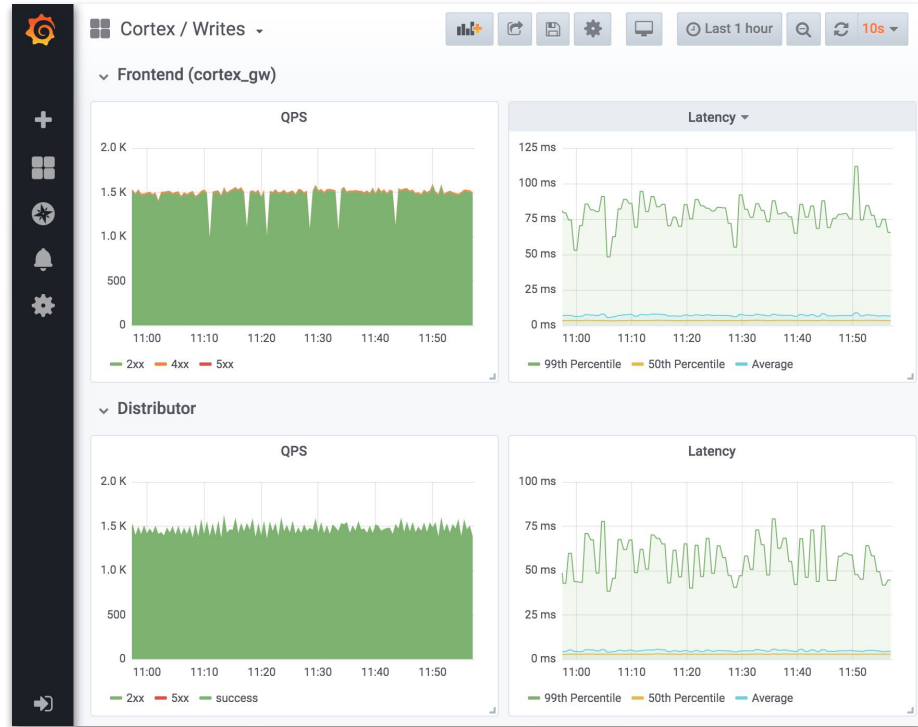 Cortex / Writes
Last 1 hour
10s
Frontend (cortex_gw)
QPS
2.0 K
1.5 K
1.0 K
500
0
11:00 11:10 11:20 11:30 11:40 11:50
2xx 4xx 5xx
Latency
125 ms
100 ms
75 ms
50 ms
25 ms
0 ms
11:00 11:10 11:20 11:30 11:40 11:50
99th Percentile 50th Percentile Average
Distributor
QPS
2.0 K
1.5 K
1.0 K
500
0
11:00 11:10 11:20 11:30 11:40 11:50
2xx 5xx success
Latency
100 ms
75 ms
50 ms
25 ms
0 ms
11:00 11:10 11:20 11:30 11:40 11:50
99th Percentile 50th Percentile Average